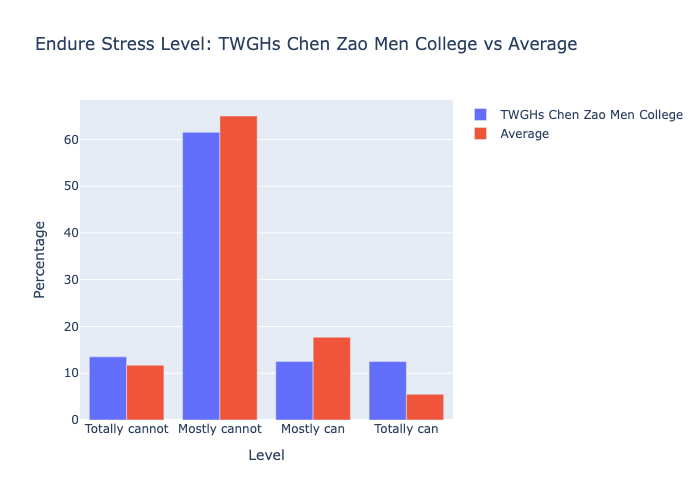 Endure Stress Level: TWGHs Chen Zao Men College vs Average
TWGHs Chen Zao Men College
Average
Percentage
60
50
40
30
20
10
0
Totally cannot
Mostly cannot
Mostly can
Totally can
Level